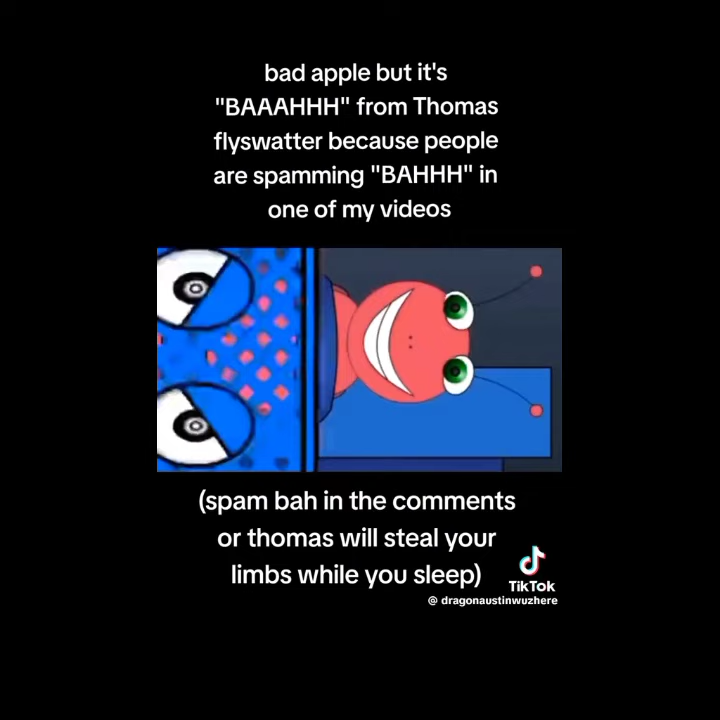 bad apple but it's
"BAAAHHH" from Thomas
flyswatter because people
are spamming "BAHHH" in
one of my videos
(spam bah in the comments
or thomas will steal your
limbs while you sleep)
TikTok
@ dragonaustinwuzhere